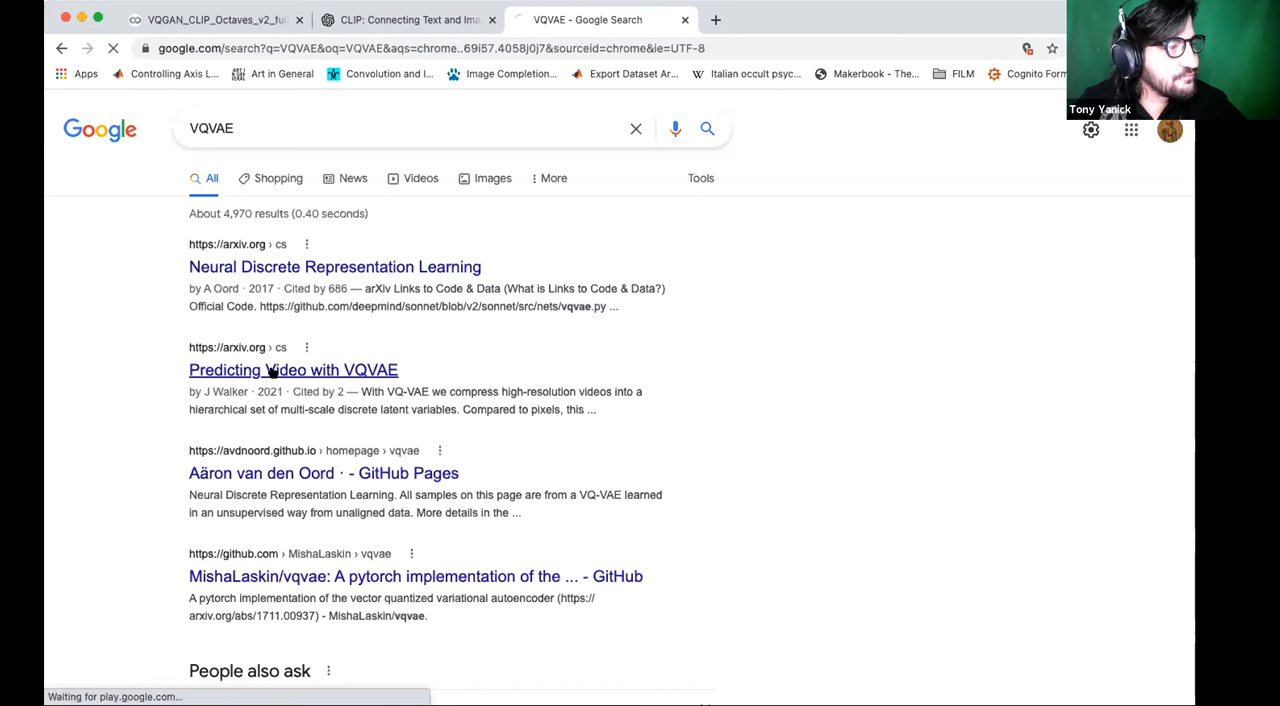 VQGAN_CLIP_Octaves_v2_full
CLIP: Connecting Text and Ima
VQVAE - Google Search
google.com/search?q=VQVAE&oq=VQVAE&aqs=chrome..69i57.4058j0j7&sourceid=chrome&ie=UTF-8
Apps
Controlling Axis L...
Art in General
Convolution and I...
Image Completion...
Export Dataset Ar...
Italian occult psyc...
Makerbook - The...
FILM
Cognito Form
Tony Yanick
Google
VQVAE
All
Shopping
News
Videos
Images
More
Tools
About 4,970 results (0.40 seconds)
https://arxiv.org › cs
Neural Discrete Representation Learning
by A Oord · 2017 · Cited by 686 — arXiv Links to Code & Data (What is Links to Code & Data?)
Official Code. https://github.com/deepmind/sonnet/blob/v2/sonnet/src/nets/vqvae.py ...
https://arxiv.org › cs
Predicting Video with VQVAE
by J Walker · 2021 · Cited by 2 — With VQ-VAE we compress high-resolution videos into a
hierarchical set of multi-scale discrete latent variables. Compared to pixels, this ...
https://avdnoord.github.io › homepage › vqvae
Aäron van den Oord · - GitHub Pages
Neural Discrete Representation Learning. All samples on this page are from a VQ-VAE learned
in an unsupervised way from unaligned data. More details in the ...
https://github.com › MishaLaskin › vqvae
MishaLaskin/vqvae: A pytorch implementation of the ... - GitHub
A pytorch implementation of the vector quantized variational autoencoder (https://
arxiv.org/abs/1711.00937) - MishaLaskin/vqvae.
People also ask
Waiting for play.google.com...